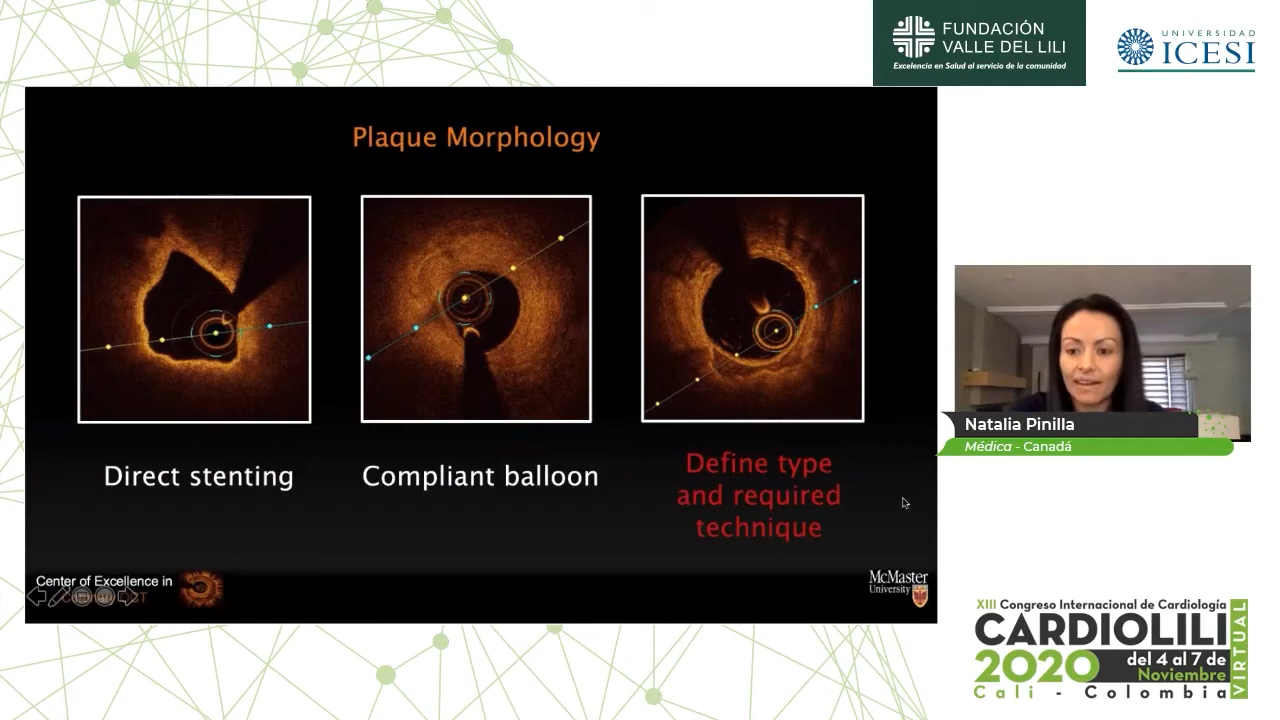 FUNDACIÓN
VALLE DEL LILI
Excelencia en Salud al servicio de la comunidad
UNIVERSIDAD
ICESI
Plaque Morphology
Direct stenting
Compliant balloon
Define type
and required
technique
Center of Excellence in
McMaster
University
Natalia Pinilla
Médica - Canadá
XIII Congreso Internacional de Cardiología
CARDIOLILI
2020 del 4 al 7 de
Noviembre
Cali - Colombia
VIRTUAL